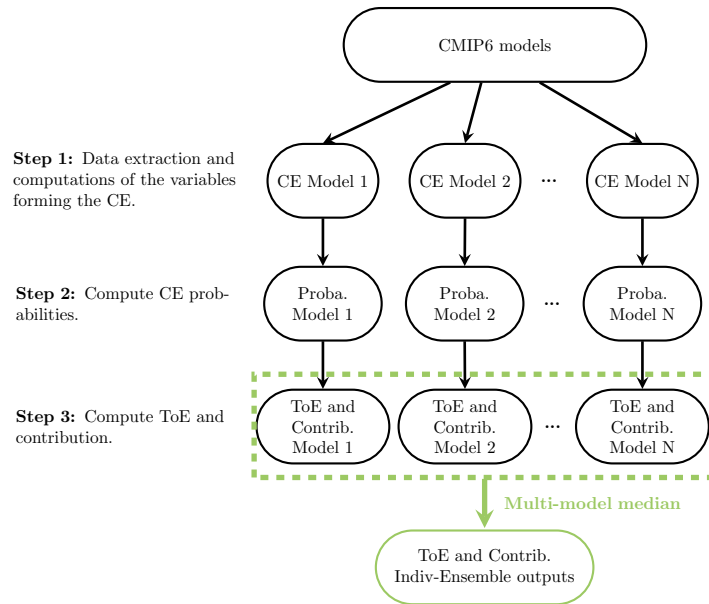 CMIP6 models
Step 1: Data extraction and
computations of the variables
forming the CE.
CE Model 1
CE Model 2
...
CE Model N
Step 2: Compute CE prob-
abilities.
Proba.
Model 1
Proba.
Model 2
...
Proba.
Model N
Step 3: Compute ToE and
contribution.
ToE and
Contrib.
Model 1
ToE and
Contrib.
Model 2
...
ToE and
Contrib.
Model N
Multi-model median
ToE and Contrib.
Indiv-Ensemble outputs